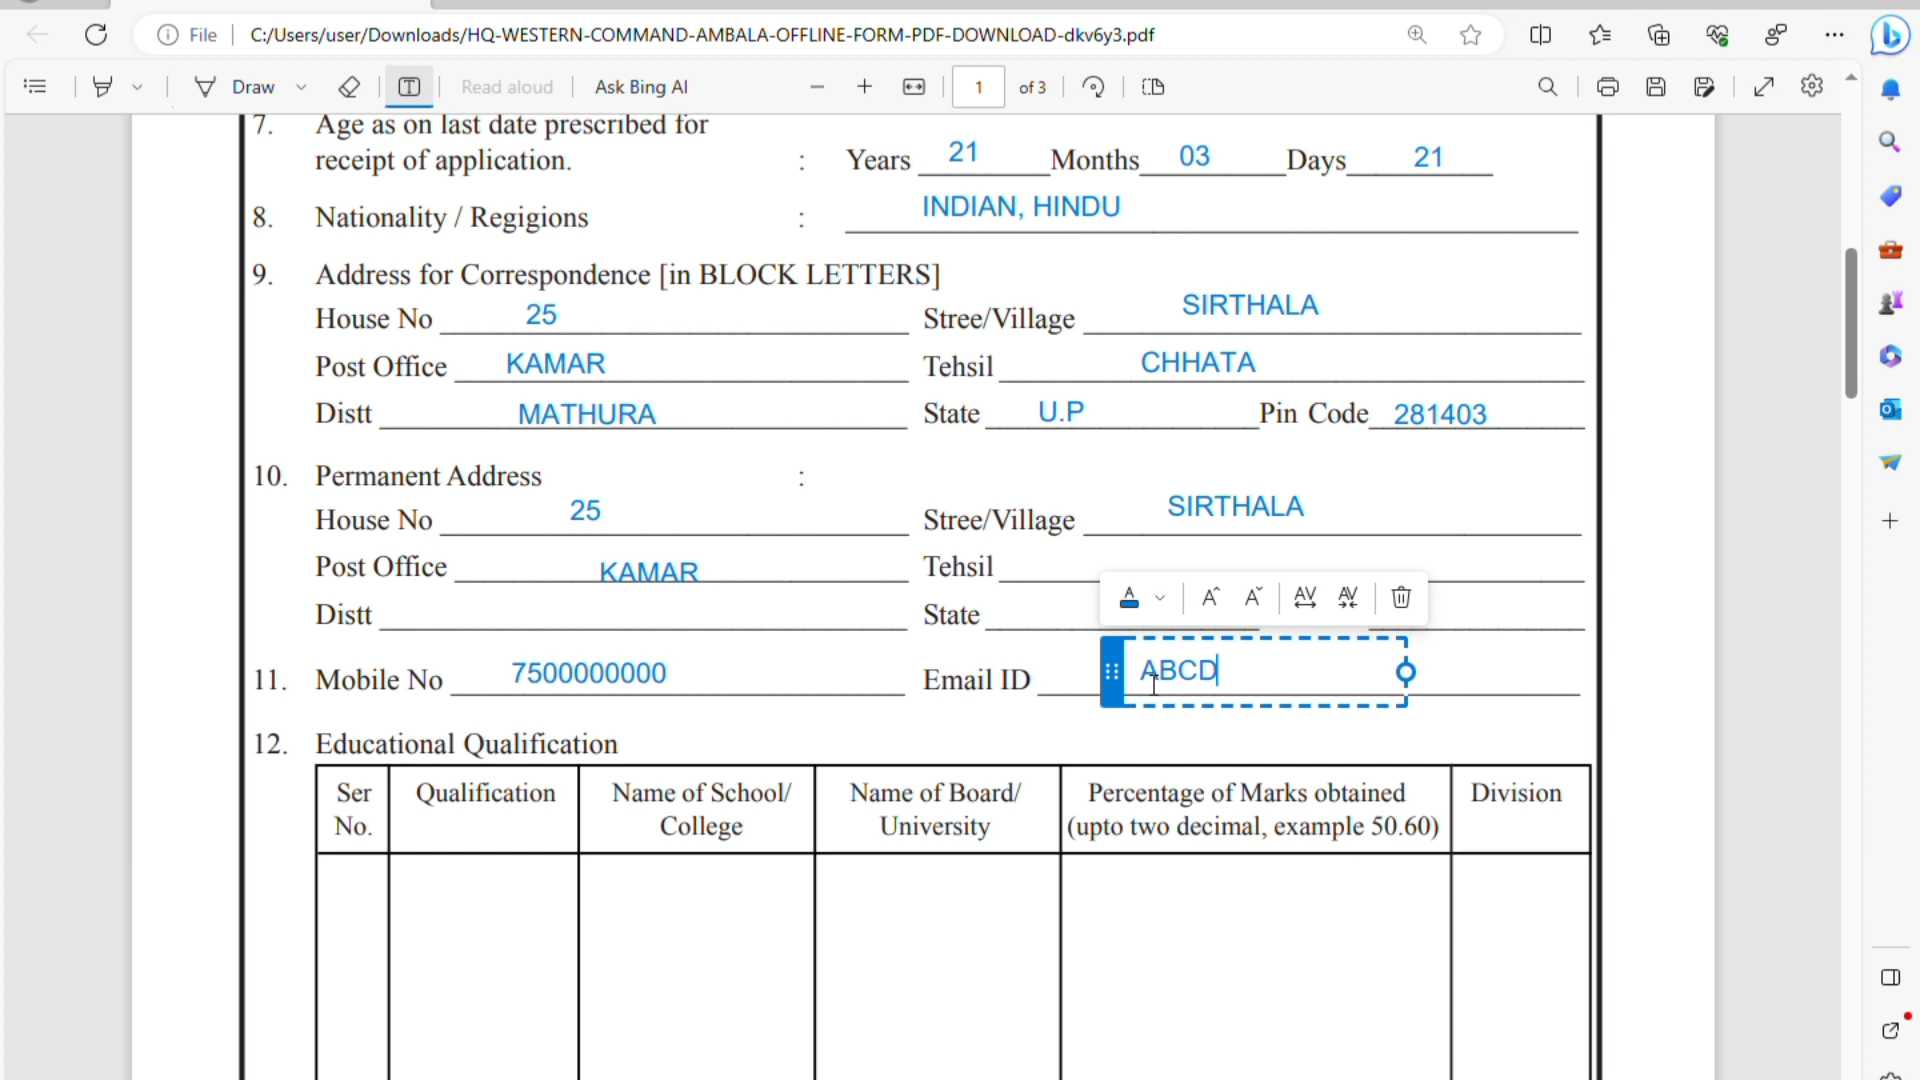 File C:/Users/user/Downloads/HQ-WESTERN-COMMAND-AMBALA-OFFLINE-FORM-PDF-DOWNLOAD-dkv6y3.pdf
Draw Read aloud Ask Bing AI 1 of 3
7. Age as on last date prescribed for
receipt of application. : Years 21 Months 03 Days 21
8. Nationality / Regigions : INDIAN, HINDU
9. Address for Correspondence [in BLOCK LETTERS]
House No 25 Stree/Village SIRTHALA
Post Office KAMAR Tehsil CHHATA
Distt MATHURA State U.P Pin Code 281403
10. Permanent Address :
House No 25 Stree/Village SIRTHALA
Post Office KAMAR Tehsil
Distt State
11. Mobile No 7500000000 Email ID ABCD
12. Educational Qualification
Ser No. Qualification Name of School/ College Name of Board/ University Percentage of Marks obtained (upto two decimal, example 50.60) Division